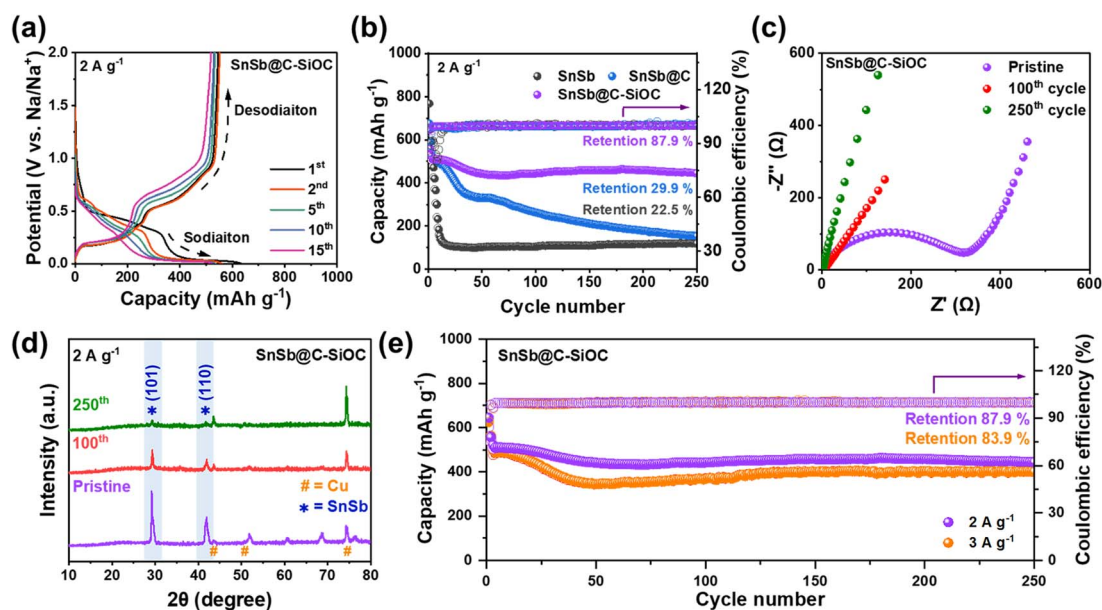 (a)
2 A g⁻¹
SnSb@C-SiOC
Desodiaiton
Sodiaiton
1ˢᵗ
2ⁿᵈ
5ᵗʰ
10ᵗʰ
15ᵗʰ
Potential (V vs. Na/Na⁺)
2.0
1.5
1.0
0.5
0.0
0 200 400 600 800 1000
Capacity (mAh g⁻¹)
(b)
2 A g⁻¹
SnSb
SnSb@C
SnSb@C-SiOC
Retention 87.9 %
Retention 29.9 %
Retention 22.5 %
Capacity (mAh g⁻¹)
1000
800
600
400
200
0
Coulombic efficiency (%)
120
90
60
30
0 50 100 150 200 250
Cycle number
(c)
SnSb@C-SiOC
Pristine
100ᵗʰ cycle
250ᵗʰ cycle
-Z'' (Ω)
600
400
200
0
0 200 400 600
Z' (Ω)
(d)
2 A g⁻¹
SnSb@C-SiOC
* (101)
* (110)
250ᵗʰ
100ᵗʰ
Pristine
# = Cu
* = SnSb
# # #
Intensity (a.u.)
10 20 30 40 50 60 70 80
2θ (degree)
(e)
SnSb@C-SiOC
Retention 87.9 %
Retention 83.9 %
2 A g⁻¹
3 A g⁻¹
Capacity (mAh g⁻¹)
1000
800
600
400
200
0
Coulombic efficiency (%)
120
90
60
30
0
0 50 100 150 200 250
Cycle number